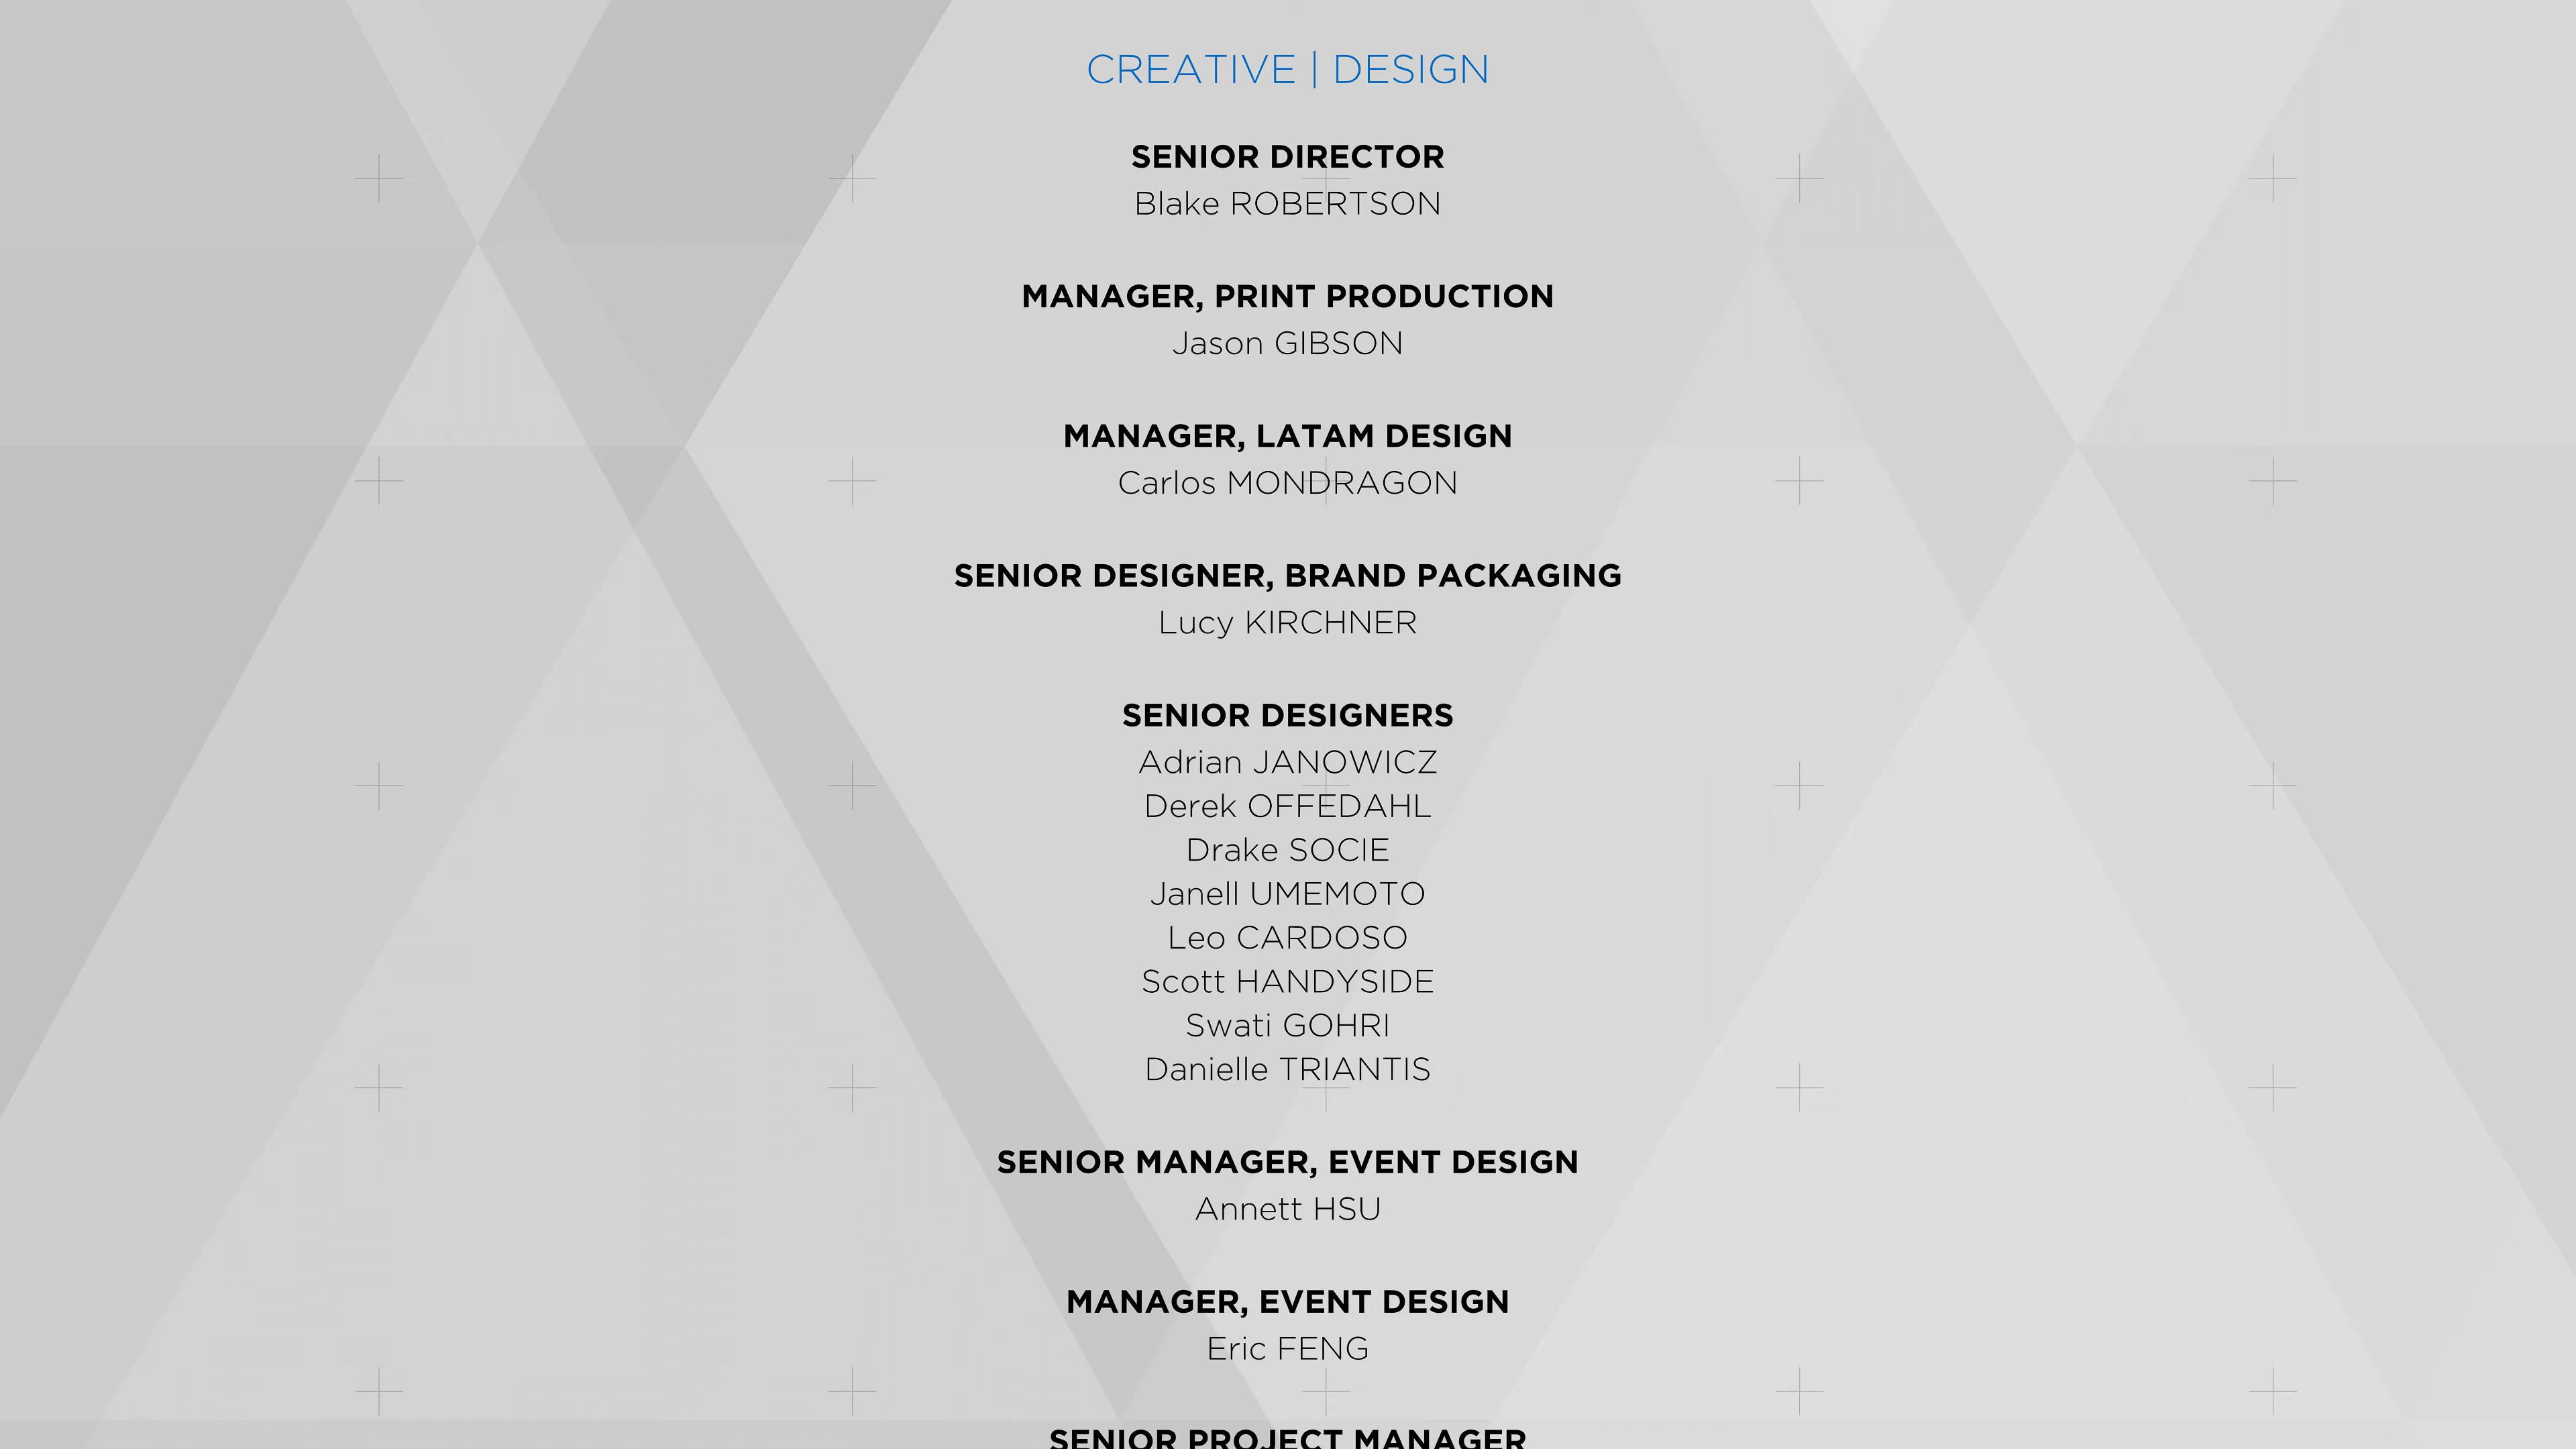 CREATIVE | DESIGN
SENIOR DIRECTOR
Blake ROBERTSON
MANAGER, PRINT PRODUCTION
Jason GIBSON
MANAGER, LATAM DESIGN
Carlos MONDRAGON
SENIOR DESIGNER, BRAND PACKAGING
Lucy KIRCHNER
SENIOR DESIGNERS
Adrian JANOWICZ
Derek OFFEDAHL
Drake SOCIE
Janell UMEMOTO
Leo CARDOSO
Scott HANDYSIDE
Swati GOHRI
Danielle TRIANTIS
SENIOR MANAGER, EVENT DESIGN
Annett HSU
MANAGER, EVENT DESIGN
Eric FENG
SENIOR PROJECT MANAGER